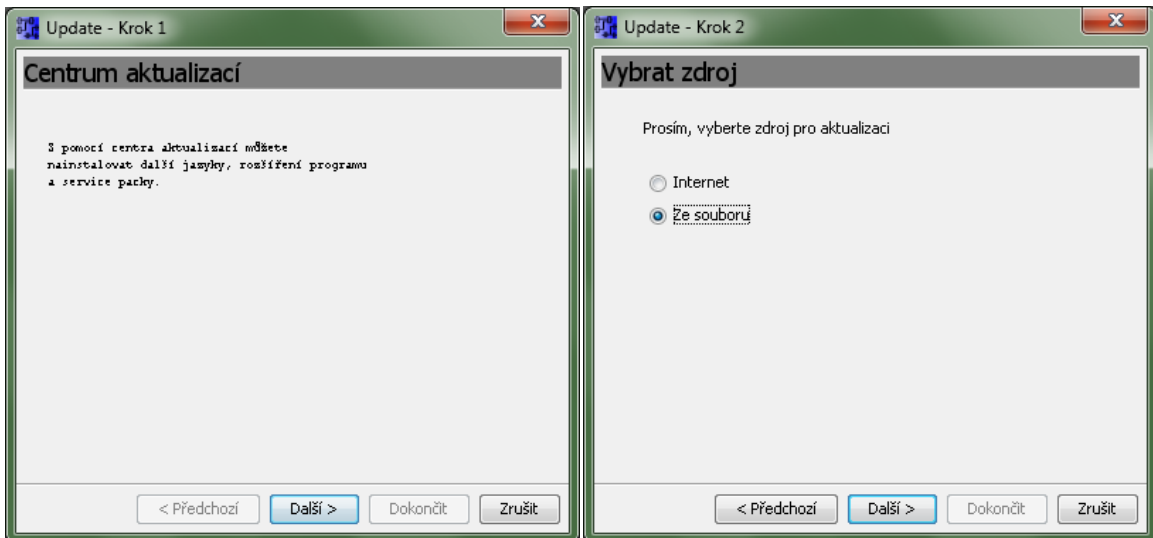 Update - Krok 1
Centrum aktualizací
S pomocí centra aktualizací můžete
nainstalovat další jazyky, rozšíření programu
a service packy.
< Předchozí
Další >
Dokončit
Zrušit
Update - Krok 2
Vybrat zdroj
Prosím, vyberte zdroj pro aktualizaci
Internet
Ze souboru
< Předchozí
Další >
Dokončit
Zrušit